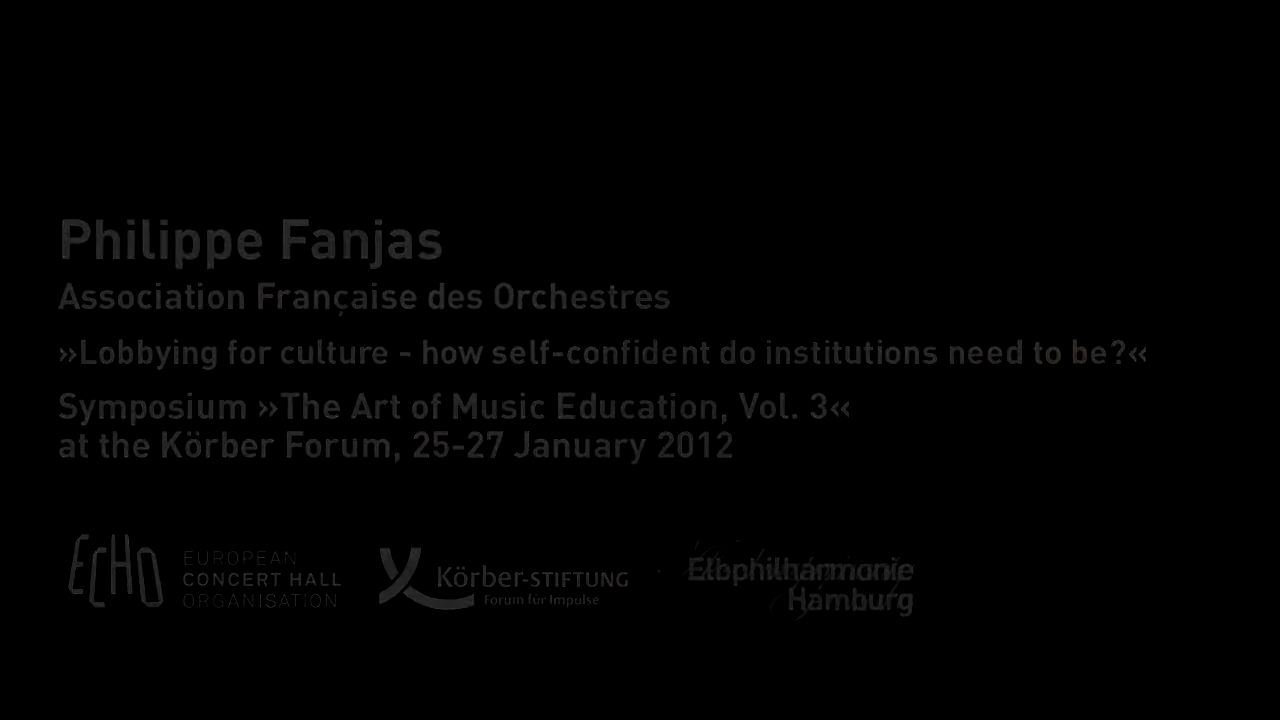 Philippe Fanjas
Association Française des Orchestres
»Lobbying for culture - how self-confident do institutions need to be?«
Symposium »The Art of Music Education, Vol. 3«
at the Körber Forum, 25-27 January 2012
ECHO
EUROPEAN
CONCERT HALL
ORGANISATION
Körber-STIFTUNG
Forum für Impulse
Elbphilharmonie
Hamburg